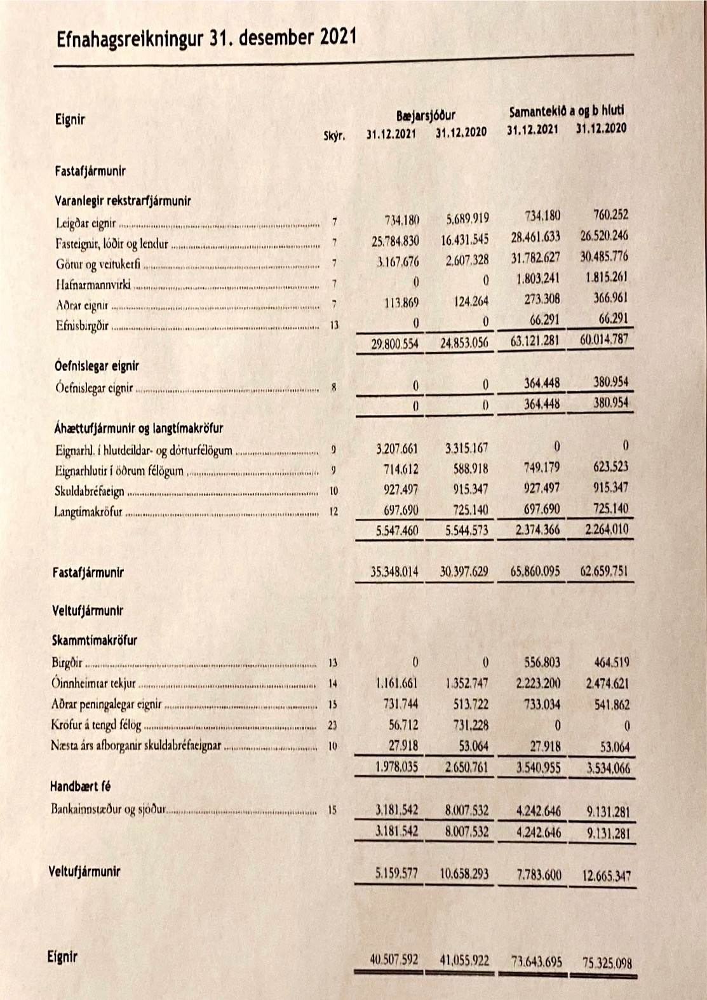 Efnahagsreikningur 31. desember 2021
Eignir Bæjarsjóður Samantekið a og b hluti
Skýr. 31.12.2021 31.12.2020 31.12.2021 31.12.2020
Fastafjármunir
Varanlegir rekstrarfjármunir
Leigðar eignir 7 734.180 5.689.919 734.180 760.252
Fasteignir, lóðir og lendur 7 25.784.830 16.431.545 28.461.633 26.520.246
Götur og veitukerfi 7 3.167.676 2.607.328 31.782.627 30.485.776
Hafnarmannvirki 7 0 0 1.803.241 1.815.261
Aðrar eignir 7 113.869 124.264 273.308 366.961
Efnisbirgðir 13 0 0 66.291 66.291
29.800.554 24.853.056 63.121.281 60.014.787
Óefnislegar eignir
Óefnislegar eignir 8 0 0 364.448 380.954
0 0 364.448 380.954
Áhættufjármunir og langtímakröfur
Eignarhl. í hlutdeildar- og dótturfélögum 9 3.207.661 3.315.167 0 0
Eignarhlutir í öðrum félögum 9 714.612 588.918 749.179 623.523
Skuldabréfaeign 10 927.497 915.347 927.497 915.347
Langtímakröfur 12 697.690 725.140 697.690 725.140
5.547.460 5.544.573 2.374.366 2.264.010
Fastafjármunir 35.348.014 30.397.629 65.860.095 62.659.751
Veltufjármunir
Skammtímakröfur
Birgðir 13 0 0 556.803 464.519
Óinnheimtar tekjur 14 1.161.661 1.352.747 2.223.200 2.474.621
Aðrar peningalegar eignir 15 731.744 513.722 733.034 541.862
Kröfur á tengd félög 23 56.712 731.228 0 0
Næsta árs afborganir skuldabréfaeignar 10 27.918 53.064 27.918 53.064
1.978.035 2.650.761 3.540.955 3.534.066
Handbært fé
Bankainnstæður og sjóður 15 3.181.542 8.007.532 4.242.646 9.131.281
3.181.542 8.007.532 4.242.646 9.131.281
Veltufjármunir 5.159.577 10.658.293 7.783.600 12.665.347
Eignir 40.507.592 41.055.922 73.643.695 75.325.098